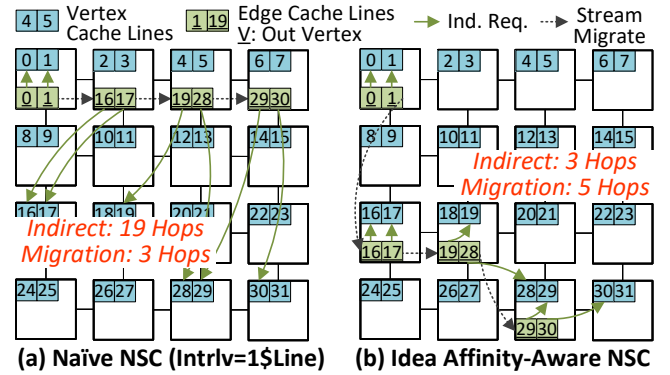 4 5 Vertex Cache Lines 1 19 Edge Cache Lines V: Out Vertex Ind. Req. Stream Migrate
0 1 2 3 4 5 6 7
0 1 16 17 19 28 29 30
8 9 10 11 12 13 14 15
16 17 18 19 20 21 22 23
Indirect: 19 Hops
Migration: 3 Hops
24 25 26 27 28 29 30 31
(a) Naïve NSC (Intrlv=1$Line)
0 1 2 3 4 5 6 7
0 1
8 9 10 11 12 13 14 15
Indirect: 3 Hops
Migration: 5 Hops
16 17 18 19 20 21 22 23
16 17 19 28
24 25 26 27 28 29 30 31
29 30
(b) Idea Affinity-Aware NSC